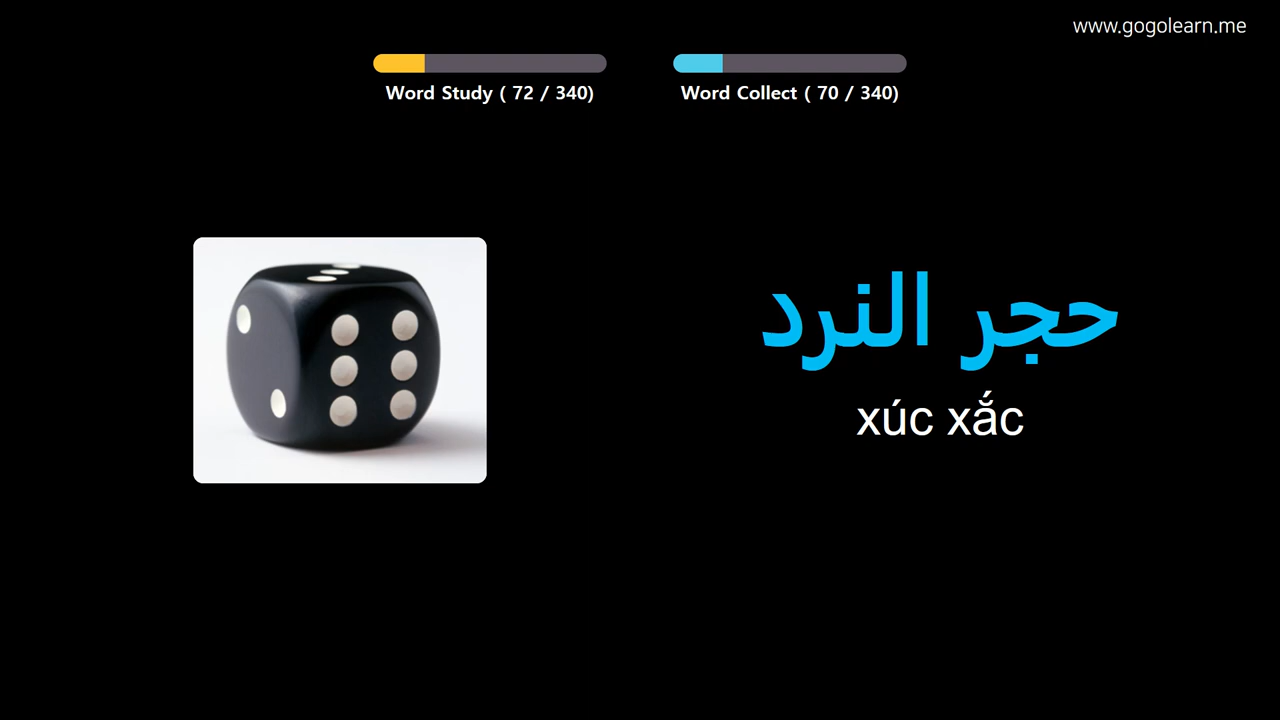 www.gogolearn.me
Word Study ( 72 / 340)
Word Collect ( 70 / 340)
حجر النرد
xúc xắc